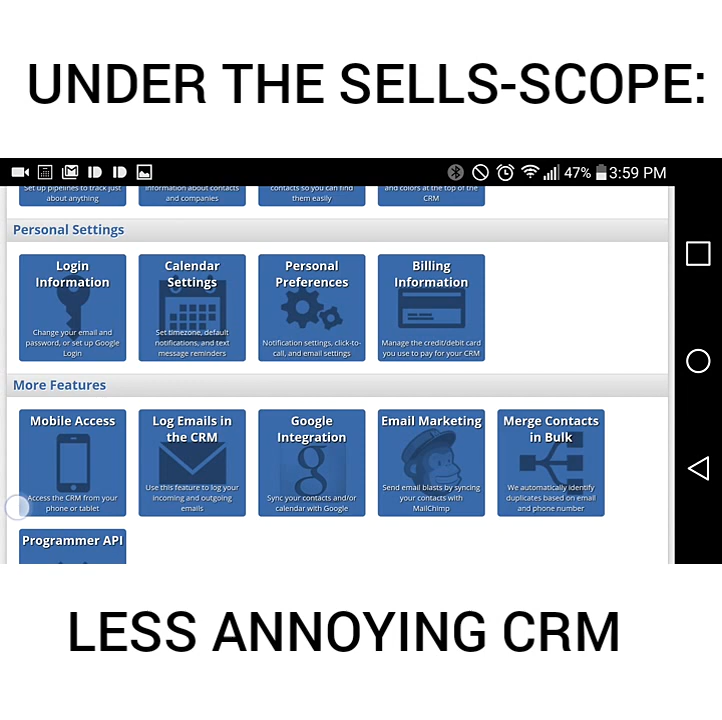 UNDER THE SELLS-SCOPE:
47% 3:59 PM
Set up pipelines to track just
about anything
information about contacts
and companies
contacts so you can find
them easily
and colors at the top of the
CRM
Personal Settings
Login
Information
Change your email and
password, or set up Google
Login
Calendar
Settings
Set timezone, default
notifications, and text
message reminders
Personal
Preferences
Notification settings, click-to-
call, and email settings
Billing
Information
Manage the credit/debit card
you use to pay for your CRM
More Features
Mobile Access
Access the CRM from your
phone or tablet
Log Emails in
the CRM
Use this feature to log your
incoming and outgoing
emails
Google
Integration
g
Sync your contacts and/or
calendar with Google
Email Marketing
Send email blasts by syncing
your contacts with
MailChimp
Merge Contacts
in Bulk
We automatically identify
duplicates based on email
and phone number
Programmer API
LESS ANNOYING CRM